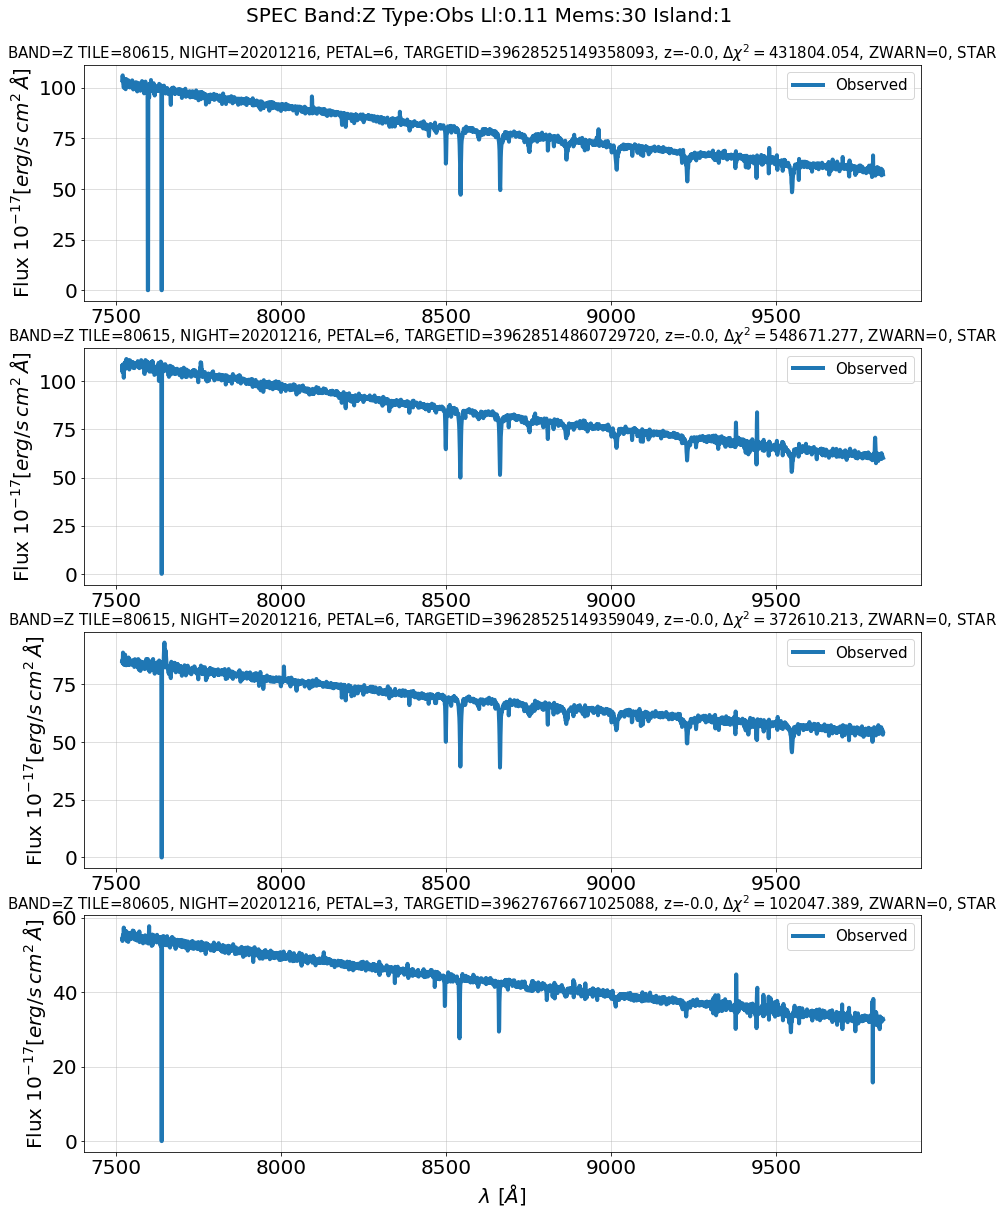 SPEC Band:Z Type:Obs Ll:0.11 Mems:30 Island:1
BAND=Z TILE=80615, NIGHT=20201216, PETAL=6, TARGETID=39628525149358093, z=-0.0, Δχ² = 431804.054, ZWARN=0, STAR
Flux 10⁻¹⁷[erg/s cm² Å]
100
75
50
25
0
Observed
7500 8000 8500 9000 9500
BAND=Z TILE=80615, NIGHT=20201216, PETAL=6, TARGETID=39628514860729720, z=-0.0, Δχ² = 548671.277, ZWARN=0, STAR
Flux 10⁻¹⁷[erg/s cm² Å]
100
75
50
25
0
Observed
7500 8000 8500 9000 9500
BAND=Z TILE=80615, NIGHT=20201216, PETAL=6, TARGETID=39628525149359049, z=-0.0, Δχ² = 372610.213, ZWARN=0, STAR
Flux 10⁻¹⁷[erg/s cm² Å]
75
50
25
0
Observed
7500 8000 8500 9000 9500
BAND=Z TILE=80605, NIGHT=20201216, PETAL=3, TARGETID=39627676671025088, z=-0.0, Δχ² = 102047.389, ZWARN=0, STAR
Flux 10⁻¹⁷[erg/s cm² Å]
60
40
20
0
Observed
7500 8000 8500 9000 9500
λ [Å]